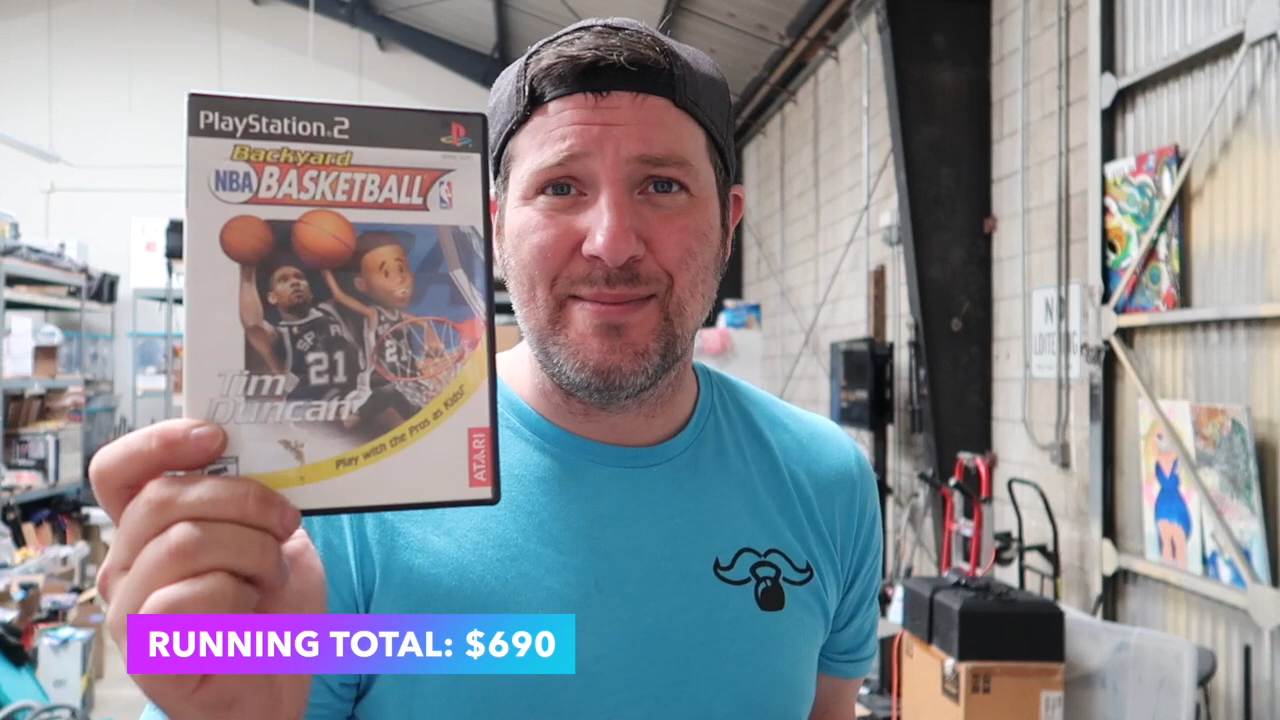 PlayStation 2
Backyard
NBA BASKETBALL
SP
21
21
Tim
Duncan
Play with the Pros as Kids!
ATARI
NO
LOITERING
RUNNING TOTAL: $690